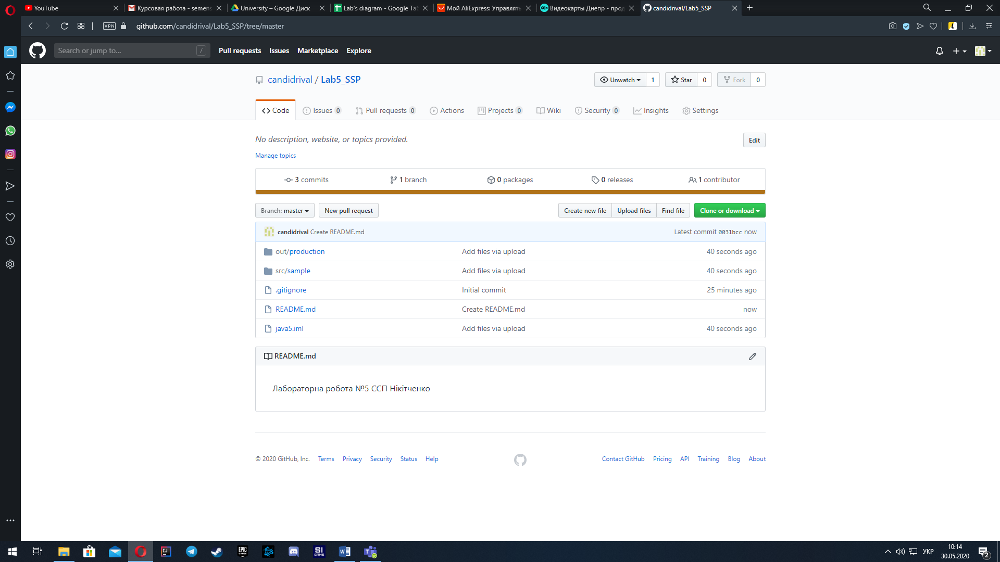 YouTube
Курсовая работа - semens
University – Google Диск
Lab's diagram - Google Таб
Мой AliExpress: Управлять
Видеокарты Днепр - прод
candidrival/Lab5_SSP
VPN
github.com/candidrival/Lab5_SSP/tree/master
Search or jump to...
/
Pull requests
Issues
Marketplace
Explore
candidrival / Lab5_SSP
Unwatch 1
Star 0
Fork 0
Code
Issues 0
Pull requests 0
Actions
Projects 0
Wiki
Security 0
Insights
Settings
No description, website, or topics provided.
Edit
Manage topics
3 commits
1 branch
0 packages
0 releases
1 contributor
Branch: master
New pull request
Create new file
Upload files
Find file
Clone or download
candidrival Create README.md
Latest commit 0031bcc now
out/production Add files via upload 40 seconds ago
src/sample Add files via upload 40 seconds ago
.gitignore Initial commit 25 minutes ago
README.md Create README.md now
java5.iml Add files via upload 40 seconds ago
README.md
Лабораторна робота №5 ССП Нікітченко
© 2020 GitHub, Inc.
Terms
Privacy
Security
Status
Help
Contact GitHub
Pricing
API
Training
Blog
About
IJ
EPIC GAMES
SI GAME
W
T
УКР
10:14
30.05.2020
2